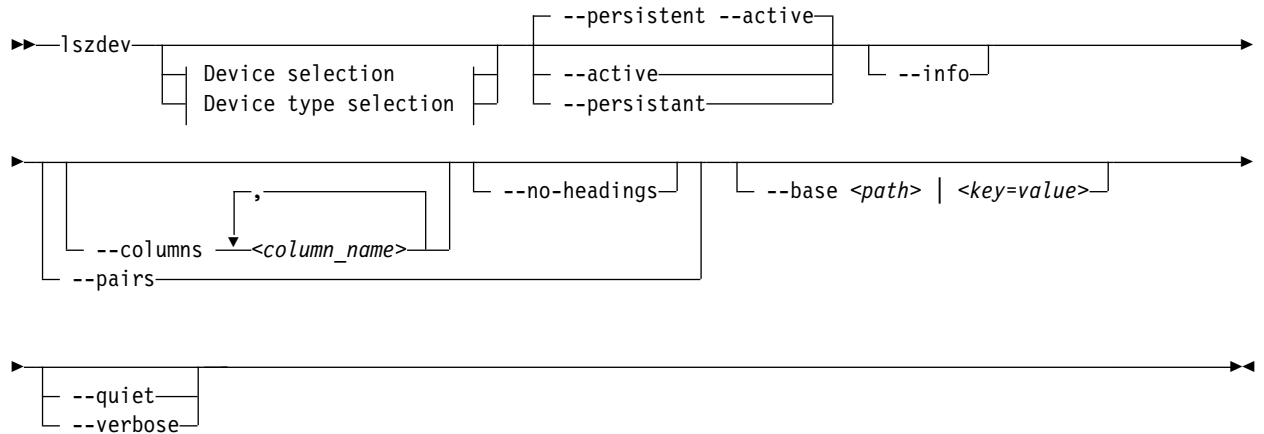 --persistent --active
lszdev
Device selection
Device type selection
--active
--persistant
--info
,
--columns <column_name>
--no-headings
--pairs
--base <path> | <key=value>
--quiet
--verbose